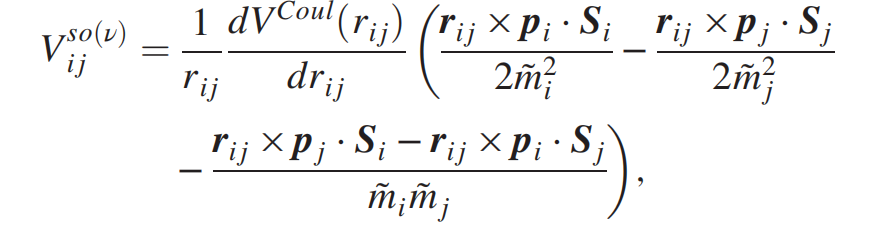 $$V_{ij}^{so(\nu)} = \frac{1}{r_{ij}} \frac{dV^{Coul}(r_{ij})}{dr_{ij}} \left( \frac{\boldsymbol{r}_{ij} \times \boldsymbol{p}_i \cdot \boldsymbol{S}_i}{2\tilde{m}_i^2} - \frac{\boldsymbol{r}_{ij} \times \boldsymbol{p}_j \cdot \boldsymbol{S}_j}{2\tilde{m}_j^2} \right.$$
$$\left. - \frac{\boldsymbol{r}_{ij} \times \boldsymbol{p}_j \cdot \boldsymbol{S}_i - \boldsymbol{r}_{ij} \times \boldsymbol{p}_i \cdot \boldsymbol{S}_j}{\tilde{m}_i \tilde{m}_j} \right),$$